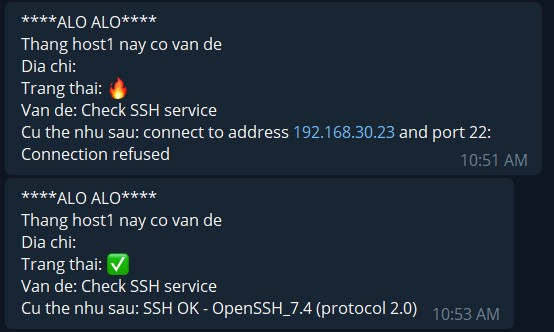 ****ALO ALO****
Thang host1 nay co van de
Dia chi:
Trang thai: 🔥
Van de: Check SSH service
Cu the nhu sau: connect to address 192.168.30.23 and port 22:
Connection refused
10:51 AM
****ALO ALO****
Thang host1 nay co van de
Dia chi:
Trang thai: ✅
Van de: Check SSH service
Cu the nhu sau: SSH OK - OpenSSH_7.4 (protocol 2.0)
10:53 AM